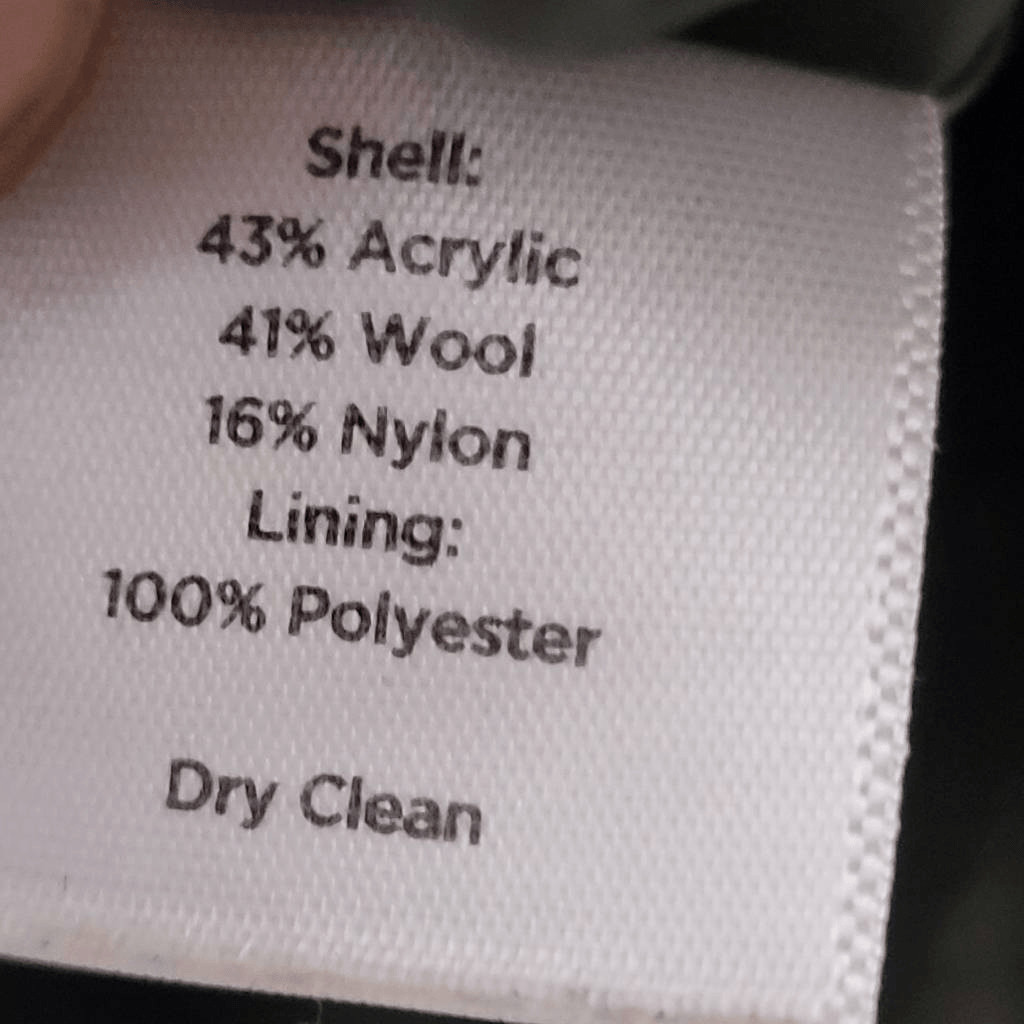 Shell:
43% Acrylic
41% Wool
16% Nylon
Lining:
100% Polyester
Dry Clean